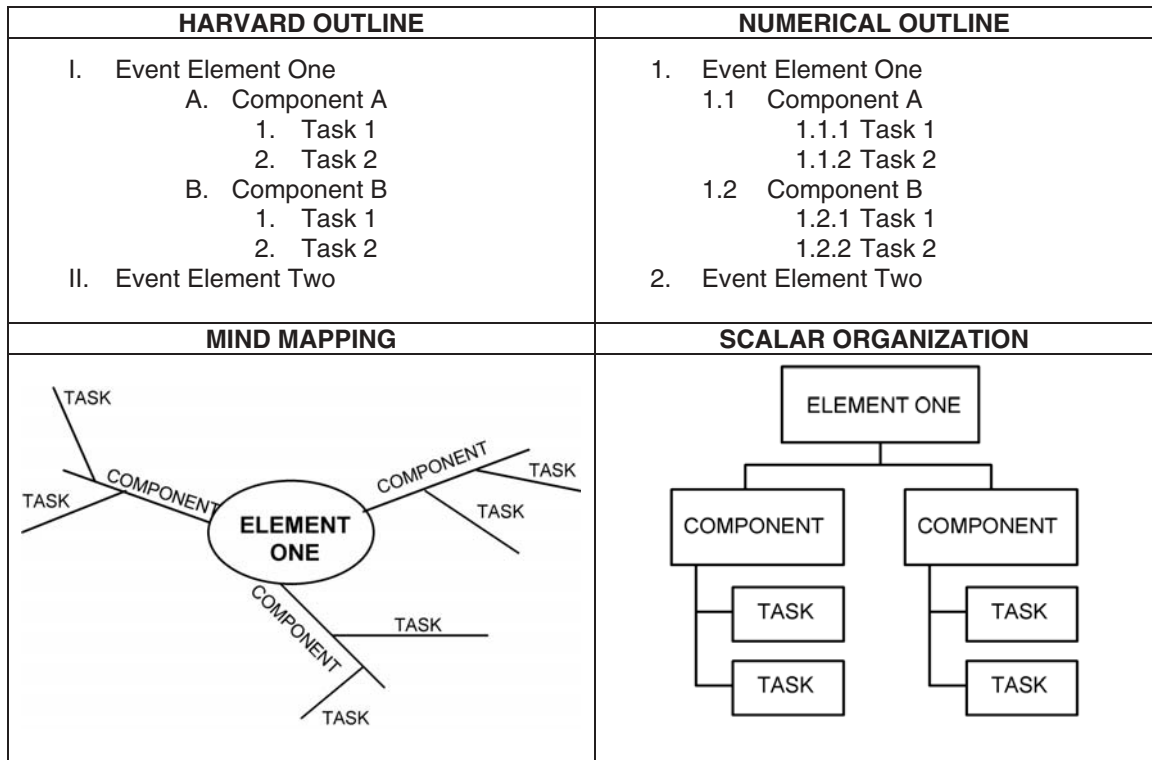 HARVARD OUTLINE
I. Event Element One
A. Component A
1. Task 1
2. Task 2
B. Component B
1. Task 1
2. Task 2
II. Event Element Two
NUMERICAL OUTLINE
1. Event Element One
1.1 Component A
1.1.1 Task 1
1.1.2 Task 2
1.2 Component B
1.2.1 Task 1
1.2.2 Task 2
2. Event Element Two
MIND MAPPING
TASK
COMPONENT
TASK
ELEMENT
ONE
COMPONENT
TASK
TASK
COMPONENT
TASK
TASK
SCALAR ORGANIZATION
ELEMENT ONE
COMPONENT
COMPONENT
TASK
TASK
TASK
TASK